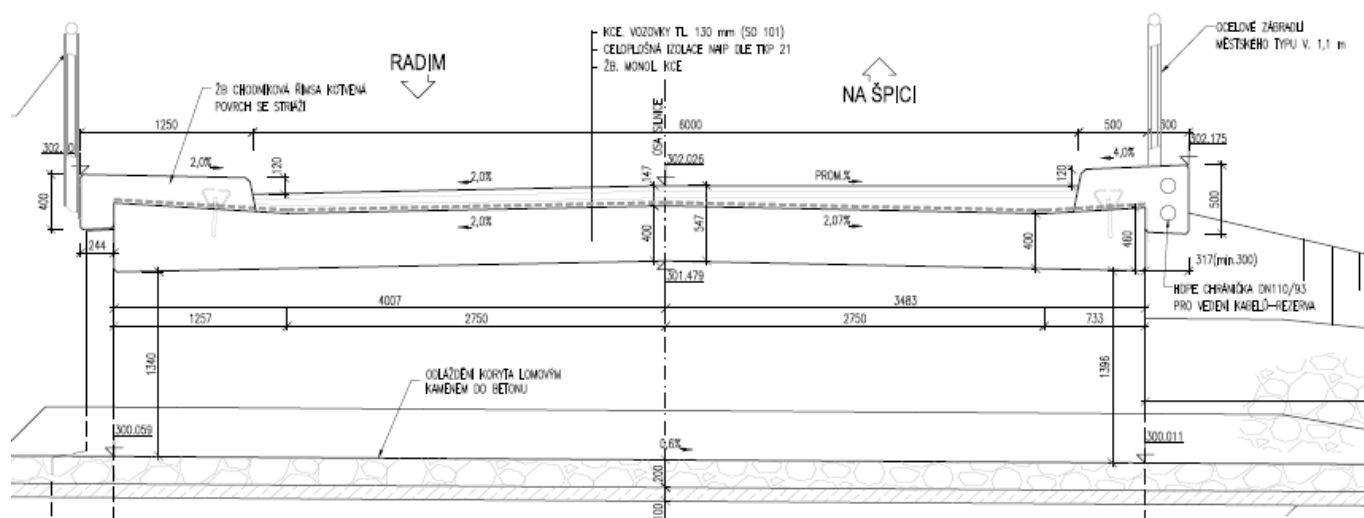 KCE. VOZOVKY TL. 130 mm (SO 101)
CELOPLOŠNÁ IZOLACE NAIP DLE TKP 21
ŽB. MONOL. KCE
OCELOVÉ ZÁBRADLÍ
MĚSTSKÉHO TYPU V. 1,1 m
RADIM
NA ŠPICI
ŽB CHODNÍKOVÁ ŘÍMSA KOTVENÁ
POVRCH SE STRIÁŽÍ
OSA SILNICE
1250
6000
500
300
302.175
2,0%
120
2,0%
147
302.026
PROM.%
120
4,0%
400
244
2,0%
400
547
2,07%
400
460
500
317(min.300)
301.479
HDPE CHRÁNIČKA DN110/93
PRO VEDENÍ KABELŮ-REZERVA
4007
3483
1257
2750
2750
733
1340
1396
ODLÁŽDĚNÍ KORYTA LOMOVÝM
KAMENEM DO BETONU
300.059
0,6%
300.011
200
100